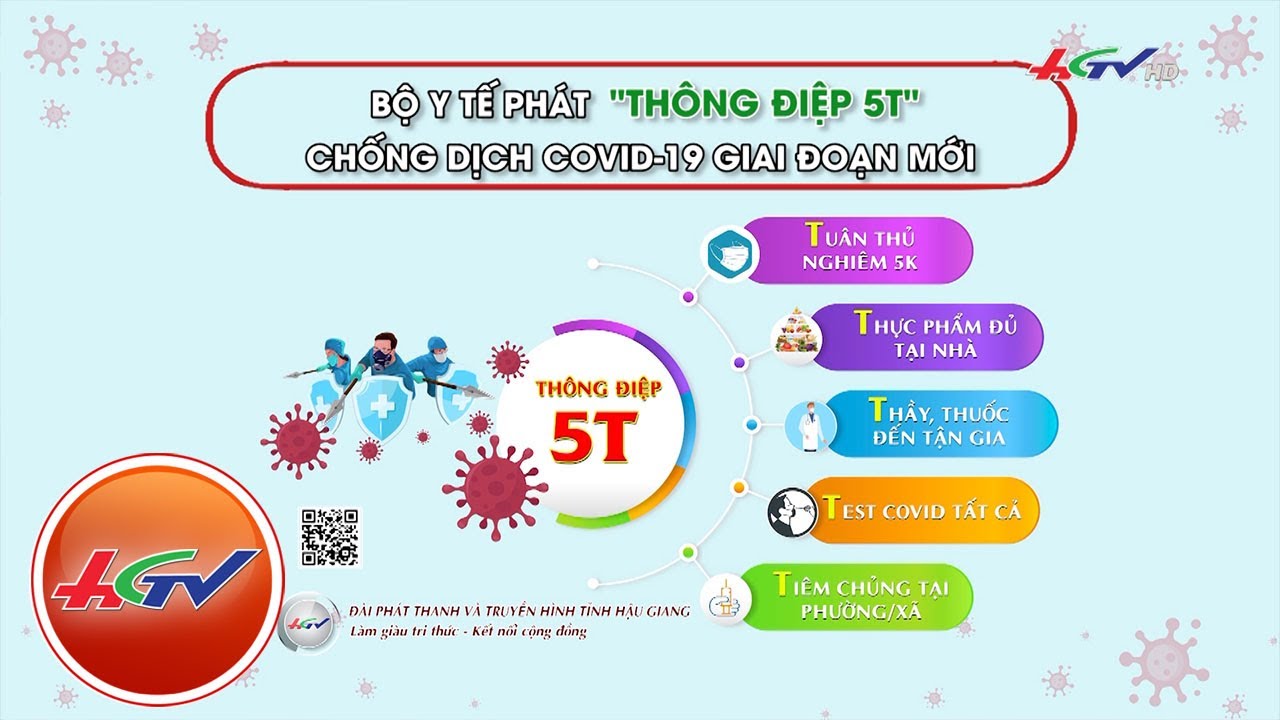 HGTV HD
BỘ Y TẾ PHÁT "THÔNG ĐIỆP 5T"
CHỐNG DỊCH COVID-19 GIAI ĐOẠN MỚI
TUÂN THỦ
NGHIÊM 5K
THỰC PHẨM ĐỦ
TẠI NHÀ
THÔNG ĐIỆP
5T
THẦY, THUỐC
ĐẾN TẬN GIA
TEST COVID TẤT CẢ
TIÊM CHỦNG TẠI
PHƯỜNG/XÃ
HGTV
HGTV
ĐÀI PHÁT THANH VÀ TRUYỀN HÌNH TỈNH HẬU GIANG
Làm giàu tri thức - Kết nối cộng đồng